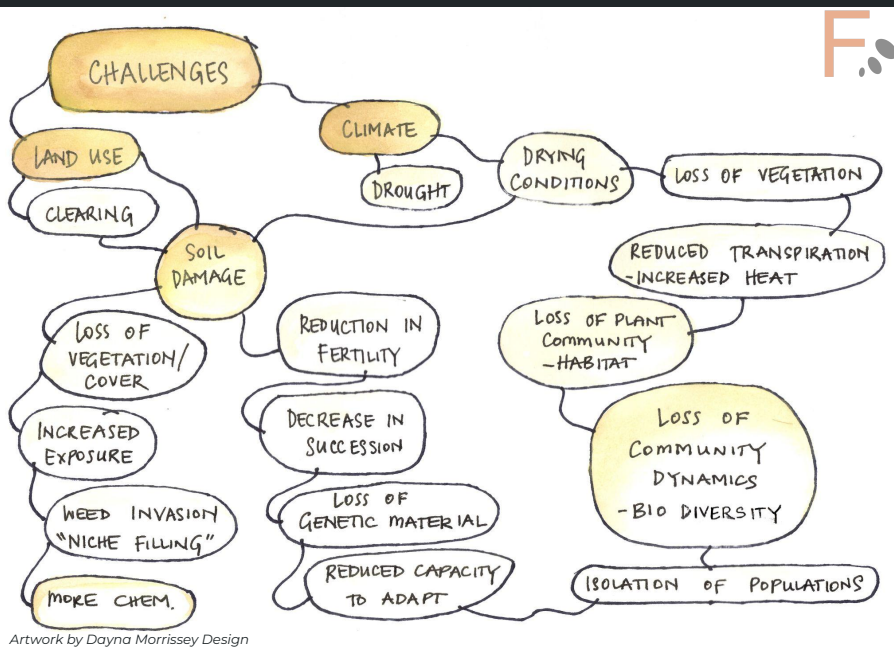 CHALLENGES
F
LAND USE
CLEARING
CLIMATE
DROUGHT
DRYING
CONDITIONS
LOSS OF VEGETATION
SOIL
DAMAGE
REDUCED TRANSPIRATION
-INCREASED HEAT
LOSS OF PLANT
COMMUNITY
-HABITAT
LOSS OF
VEGETATION/
COVER
REDUCTION IN
FERTILITY
INCREASED
EXPOSURE
DECREASE IN
SUCCESSION
LOSS OF
COMMUNITY
DYNAMICS
-BIO DIVERSITY
WEED INVASION
"NICHE FILLING"
LOSS OF
GENETIC MATERIAL
MORE CHEM.
REDUCED CAPACITY
TO ADAPT
ISOLATION OF POPULATIONS
Artwork by Dayna Morrissey Design